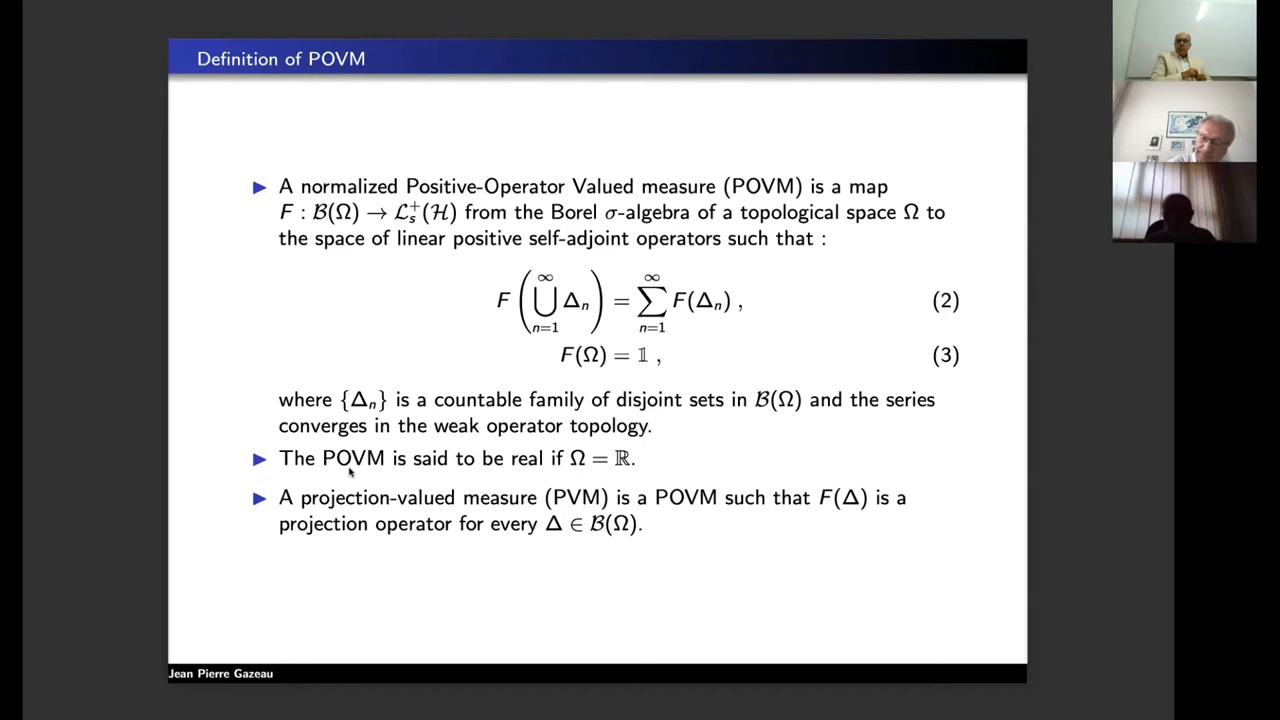 Definition of POVM
▶ A normalized Positive-Operator Valued measure (POVM) is a map
F : ℬ(Ω) → ℒₛ⁺(ℋ) from the Borel σ-algebra of a topological space Ω to
the space of linear positive self-adjoint operators such that :
F(⋃_{n=1}^{∞} Δₙ) = ∑_{n=1}^{∞} F(Δₙ) , (2)
F(Ω) = 𝟙 , (3)
where {Δₙ} is a countable family of disjoint sets in ℬ(Ω) and the series
converges in the weak operator topology.
▶ The POVM is said to be real if Ω = ℝ.
▶ A projection-valued measure (PVM) is a POVM such that F(Δ) is a
projection operator for every Δ ∈ ℬ(Ω).
Jean Pierre Gazeau